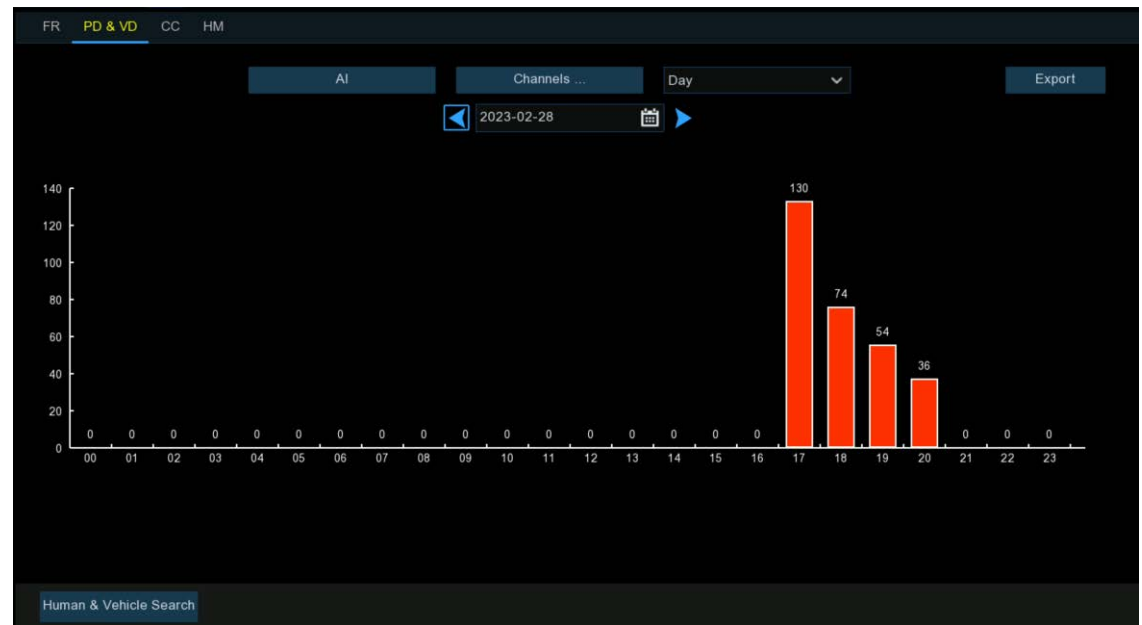 FR PD & VD CC HM
AI Channels ... Day Export
2023-02-28
140
130
120
100
80
74
60
54
40
36
20
0 0 0 0 0 0 0 0 0 0 0 0 0 0 0 0 0 0 0 0
0
00 01 02 03 04 05 06 07 08 09 10 11 12 13 14 15 16 17 18 19 20 21 22 23
Human & Vehicle Search